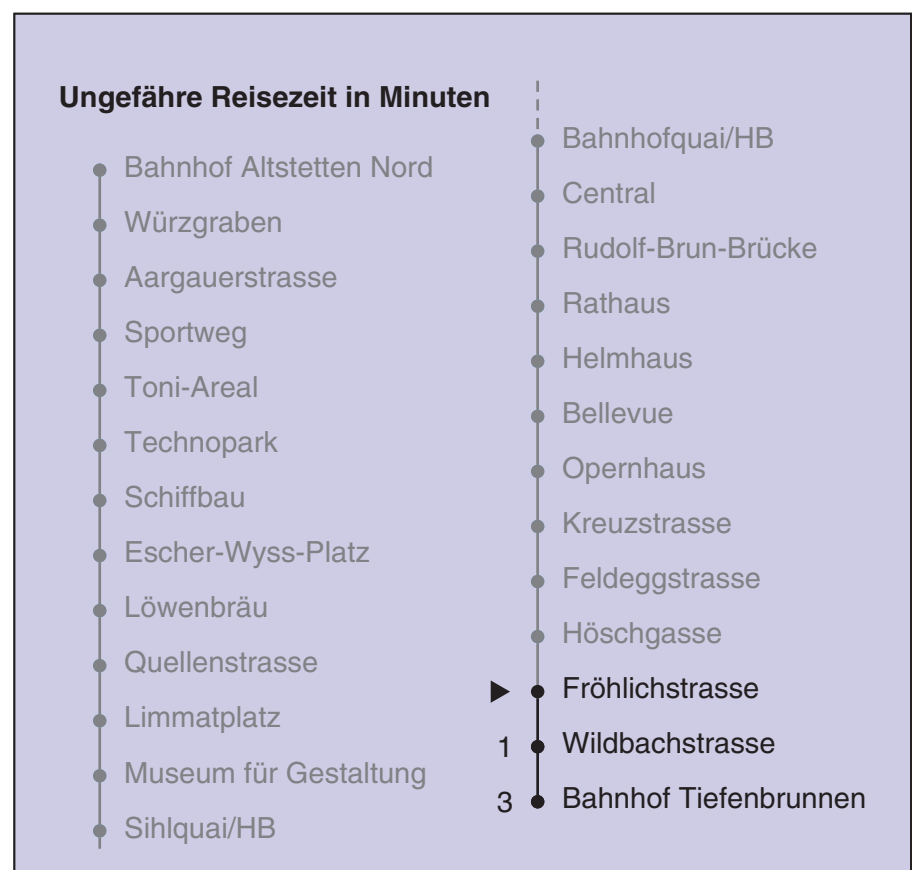 Ungefähre Reisezeit in Minuten
Bahnhof Altstetten Nord
Würzgraben
Aargauerstrasse
Sportweg
Toni-Areal
Technopark
Schiffbau
Escher-Wyss-Platz
Löwenbräu
Quellenstrasse
Limmatplatz
Museum für Gestaltung
Sihlquai/HB
Bahnhofquai/HB
Central
Rudolf-Brun-Brücke
Rathaus
Helmhaus
Bellevue
Opernhaus
Kreuzstrasse
Feldeggstrasse
Höschgasse
Fröhlichstrasse
1 Wildbachstrasse
3 Bahnhof Tiefenbrunnen